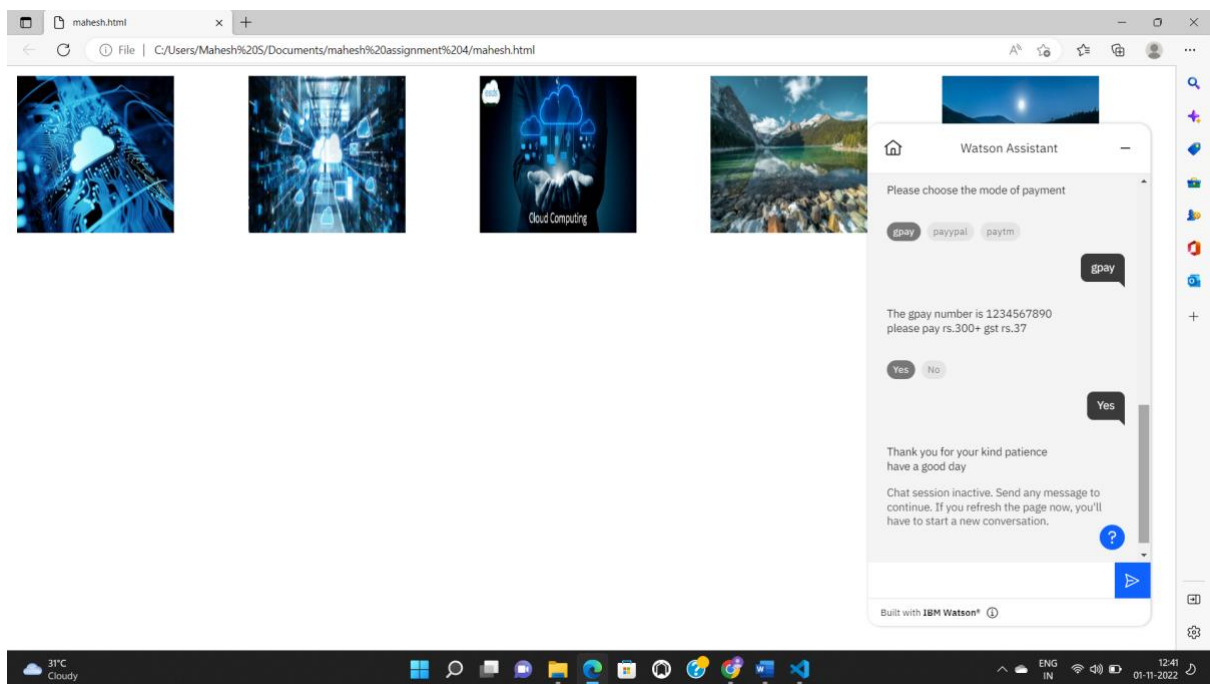 mahesh.html
File | C:/Users/Mahesh%20S/Documents/mahesh%20assignment%204/mahesh.html
Cloud Computing
Watson Assistant
Please choose the mode of payment
gpay payypal paytm
gpay
The gpay number is 1234567890
please pay rs.300+ gst rs.37
Yes No
Yes
Thank you for your kind patience
have a good day
Chat session inactive. Send any message to
continue. If you refresh the page now, you'll
have to start a new conversation.
?
Built with IBM Watson®
31°C
Cloudy
ENG
IN
12:41
01-11-2022